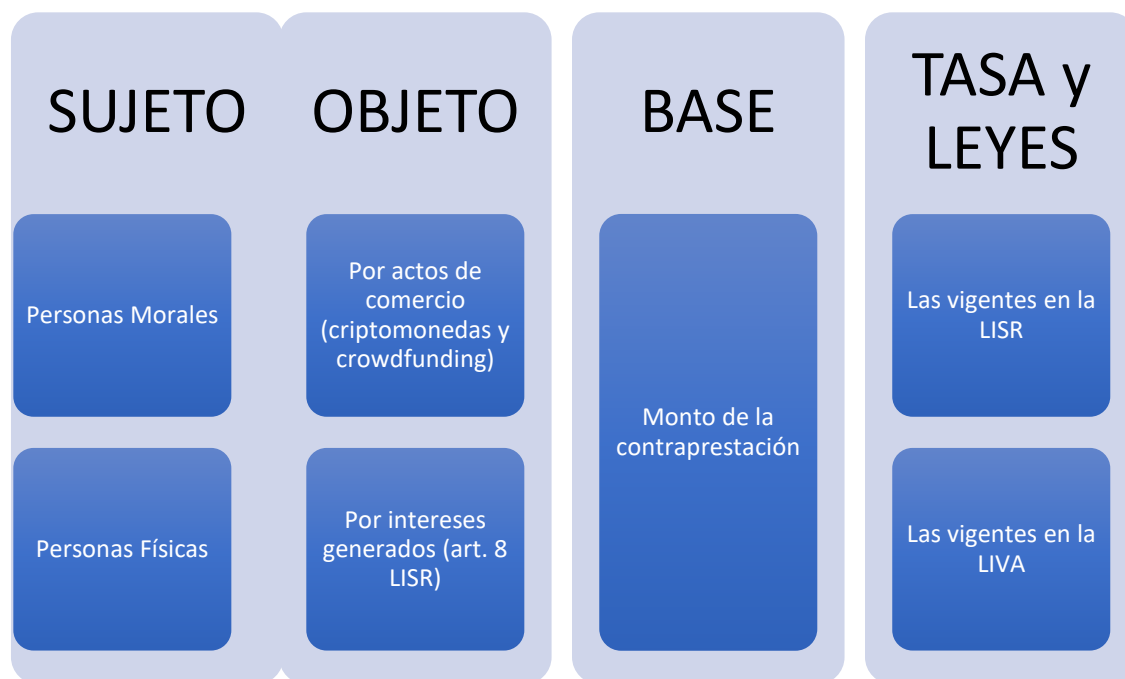 SUJETO
Personas Morales
Personas Físicas
OBJETO
Por actos de
comercio
(criptomonedas y
crowdfunding)
Por intereses
generados (art. 8
LISR)
BASE
Monto de la
contraprestación
TASA y
LEYES
Las vigentes en la
LISR
Las vigentes en la
LIVA